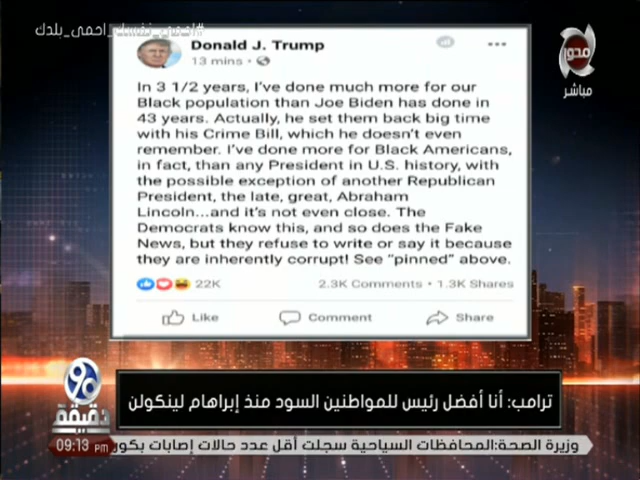 #احمي_نفسك_احمي_بلدك
Donald J. Trump
13 mins
In 3 1/2 years, I've done much more for our
Black population than Joe Biden has done in
43 years. Actually, he set them back big time
with his Crime Bill, which he doesn't even
remember. I've done more for Black Americans,
in fact, than any President in U.S. history, with
the possible exception of another Republican
President, the late, great, Abraham
Lincoln...and it's not even close. The
Democrats know this, and so does the Fake
News, but they refuse to write or say it because
they are inherently corrupt! See "pinned" above.
22K
2.3K Comments • 1.3K Shares
Like
Comment
Share
محور
مباشر
ترامب: أنا أفضل رئيس للمواطنين السود منذ إبراهام لينكولن
90
دقيقة
09:13 PM
وزيرة الصحة:المحافظات السياحية سجلت أقل عدد حالات إصابات بكور